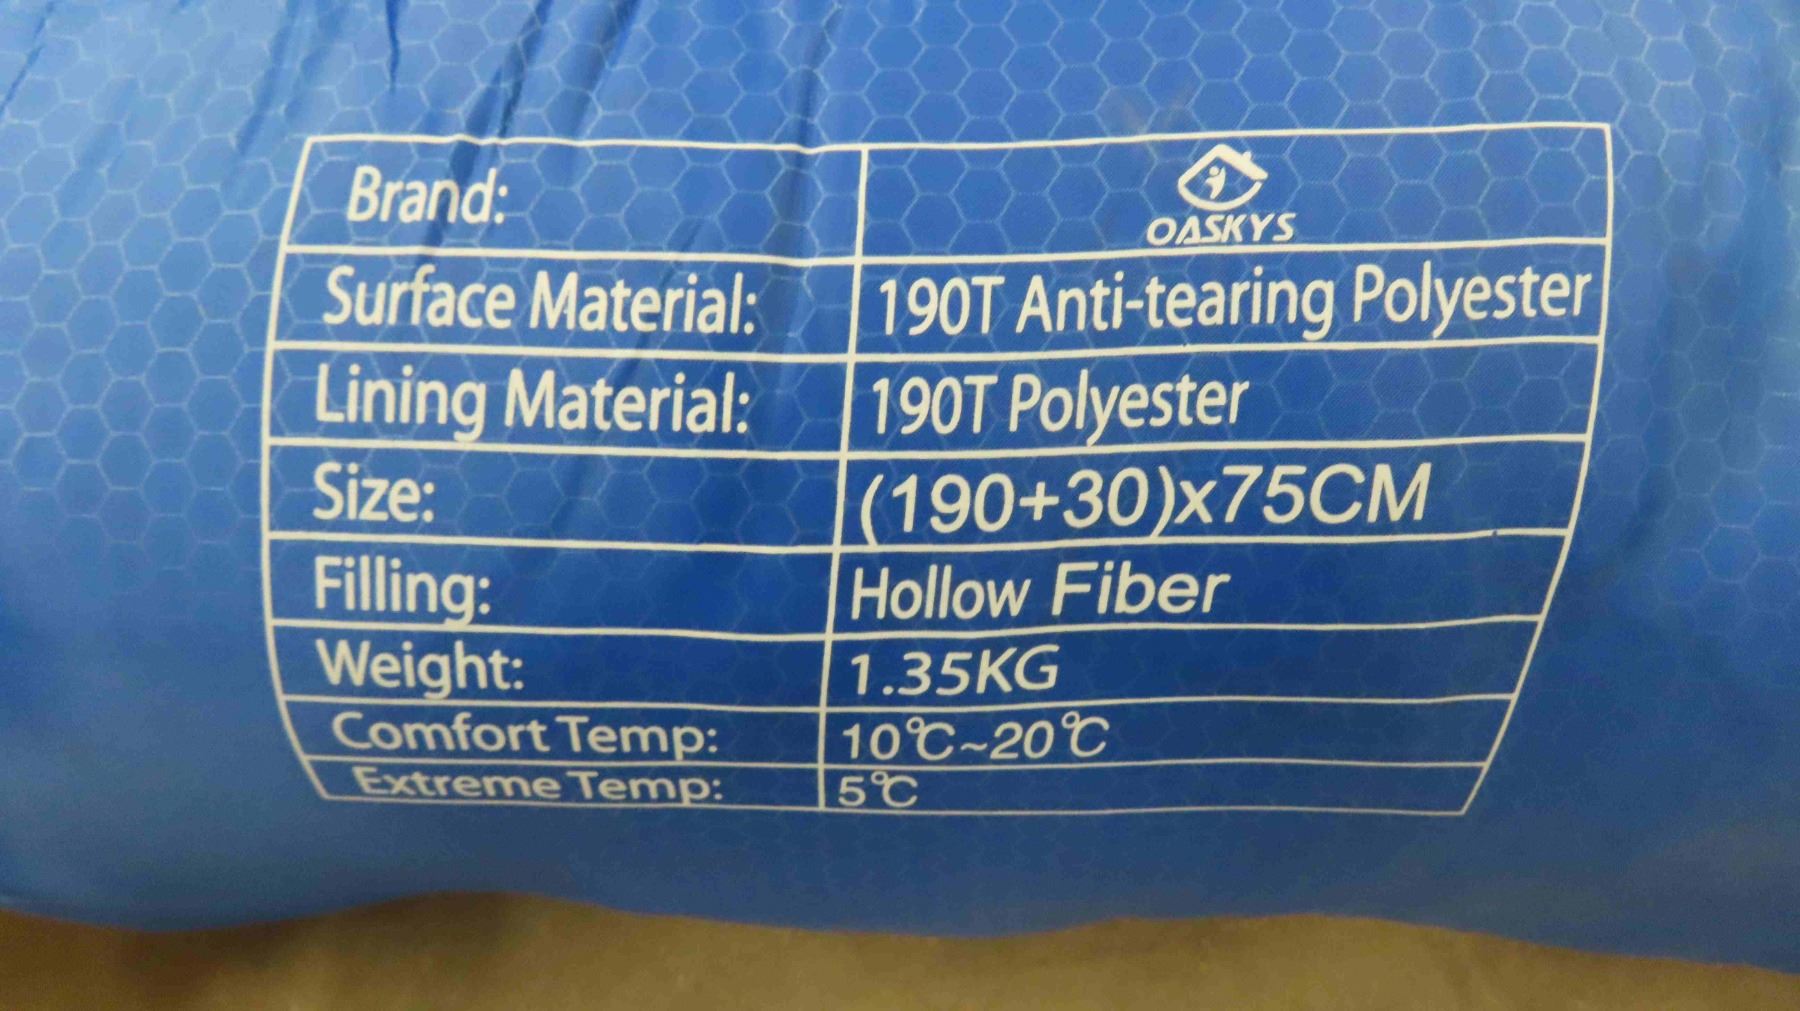 Brand: OASKYS
Surface Material: 190T Anti-tearing Polyester
Lining Material: 190T Polyester
Size: (190+30)x75CM
Filling: Hollow Fiber
Weight: 1.35KG
Comfort Temp: 10℃~20℃
Extreme Temp: 5℃